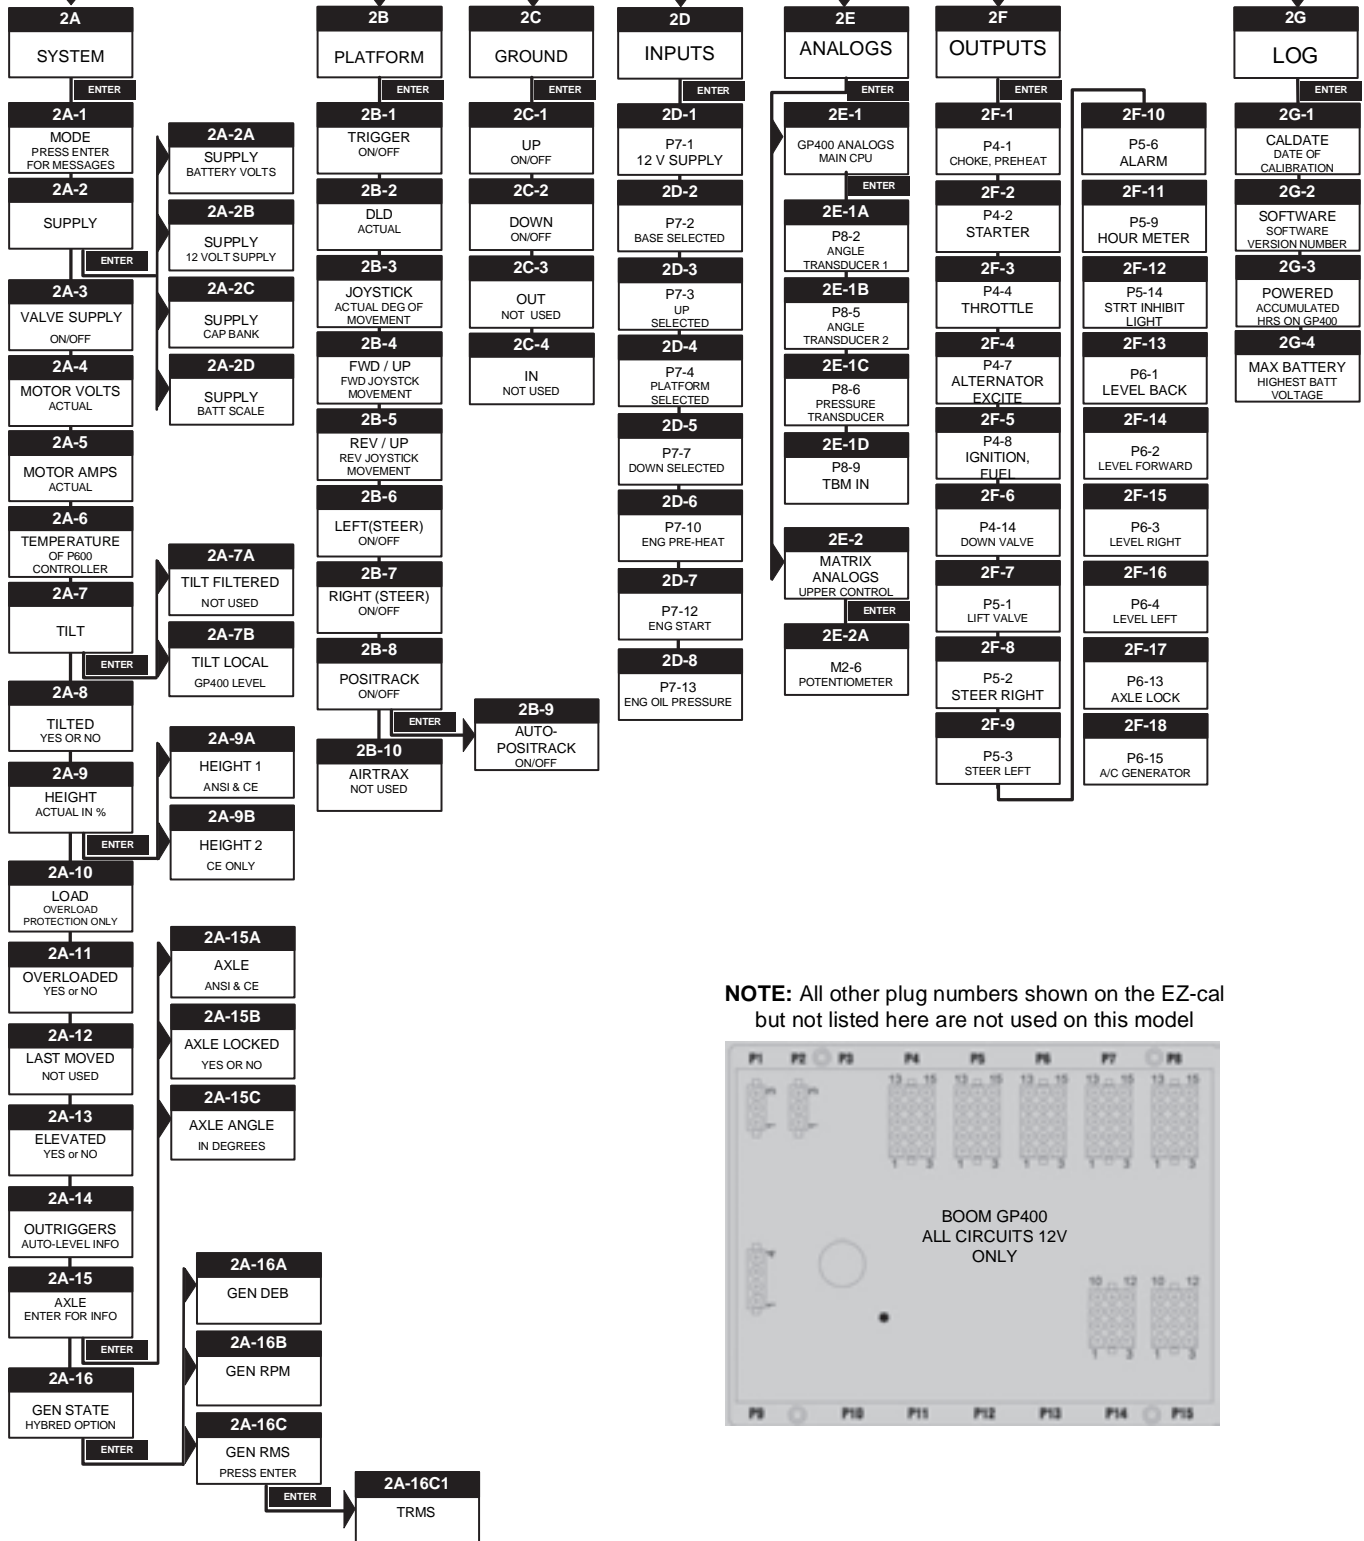 2A
SYSTEM
ENTER
2A-1
MODE
PRESS ENTER
FOR MESSAGES
2A-2
SUPPLY
ENTER
2A-2A
SUPPLY
BATTERY VOLTS
2A-2B
SUPPLY
12 VOLT SUPPLY
2A-2C
SUPPLY
CAP BANK
2A-2D
SUPPLY
BATT SCALE
2A-3
VALVE SUPPLY
ON/OFF
2A-4
MOTOR VOLTS
ACTUAL
2A-5
MOTOR AMPS
ACTUAL
2A-6
TEMPERATURE
OF P600
CONTROLLER
2A-7
TILT
ENTER
2A-7A
TILT FILTERED
NOT USED
2A-7B
TILT LOCAL
GP400 LEVEL
2A-8
TILTED
YES OR NO
2A-9
HEIGHT
ACTUAL IN %
ENTER
2A-9A
HEIGHT 1
ANSI & CE
2A-9B
HEIGHT 2
CE ONLY
2A-10
LOAD
OVERLOAD
PROTECTION ONLY
2A-11
OVERLOADED
YES or NO
2A-12
LAST MOVED
NOT USED
2A-13
ELEVATED
YES or NO
2A-14
OUTRIGGERS
AUTO-LEVEL INFO
2A-15
AXLE
ENTER FOR INFO
ENTER
2A-15A
AXLE
ANSI & CE
2A-15B
AXLE LOCKED
YES OR NO
2A-15C
AXLE ANGLE
IN DEGREES
2A-16
GEN STATE
HYBRED OPTION
ENTER
2A-16A
GEN DEB
2A-16B
GEN RPM
2A-16C
GEN RMS
PRESS ENTER
ENTER
2A-16C1
TRMS
2B
PLATFORM
ENTER
2B-1
TRIGGER
ON/OFF
2B-2
DLD
ACTUAL
2B-3
JOYSTICK
ACTUAL DEG OF
MOVEMENT
2B-4
FWD / UP
FWD JOYSTCK
MOVEMENT
2B-5
REV / UP
REV JOYSTICK
MOVEMENT
2B-6
LEFT(STEER)
ON/OFF
2B-7
RIGHT (STEER)
ON/OFF
2B-8
POSITRACK
ON/OFF
ENTER
2B-9
AUTO-
POSITRACK
ON/OFF
2B-10
AIRTRAX
NOT USED
2C
GROUND
ENTER
2C-1
UP
ON/OFF
2C-2
DOWN
ON/OFF
2C-3
OUT
NOT USED
2C-4
IN
NOT USED
2D
INPUTS
ENTER
2D-1
P7-1
12 V SUPPLY
2D-2
P7-2
BASE SELECTED
2D-3
P7-3
UP
SELECTED
2D-4
P7-4
PLATFORM
SELECTED
2D-5
P7-7
DOWN SELECTED
2D-6
P7-10
ENG PRE-HEAT
2D-7
P7-12
ENG START
2D-8
P7-13
ENG OIL PRESSURE
2E
ANALOGS
ENTER
2E-1
GP400 ANALOGS
MAIN CPU
ENTER
2E-1A
P8-2
ANGLE
TRANSDUCER 1
2E-1B
P8-5
ANGLE
TRANSDUCER 2
2E-1C
P8-6
PRESSURE
TRANSDUCER
2E-1D
P8-9
TBM IN
2E-2
MATRIX
ANALOGS
UPPER CONTROL
ENTER
2E-2A
M2-6
POTENTIOMETER
2F
OUTPUTS
ENTER
2F-1
P4-1
CHOKE, PREHEAT
2F-2
P4-2
STARTER
2F-3
P4-4
THROTTLE
2F-4
P4-7
ALTERNATOR
EXCITE
2F-5
P4-8
IGNITION,
FUEL
2F-6
P4-14
DOWN VALVE
2F-7
P5-1
LIFT VALVE
2F-8
P5-2
STEER RIGHT
2F-9
P5-3
STEER LEFT
2F-10
P5-6
ALARM
2F-11
P5-9
HOUR METER
2F-12
P5-14
STRT INHIBIT
LIGHT
2F-13
P6-1
LEVEL BACK
2F-14
P6-2
LEVEL FORWARD
2F-15
P6-3
LEVEL RIGHT
2F-16
P6-4
LEVEL LEFT
2F-17
P6-13
AXLE LOCK
2F-18
P6-15
A/C GENERATOR
2G
LOG
ENTER
2G-1
CALDATE
DATE OF
CALIBRATION
2G-2
SOFTWARE
SOFTWARE
VERSION NUMBER
2G-3
POWERED
ACCUMULATED
HRS ON GP400
2G-4
MAX BATTERY
HIGHEST BATT
VOLTAGE
NOTE: All other plug numbers shown on the EZ-cal
but not listed here are not used on this model
P1 P2 P3 P4 P5 P6 P7 P8
13 15 13 15 13 15 13 15 13 15
1 3 1 3 1 3 1 3 1 3
BOOM GP400
ALL CIRCUITS 12V
ONLY
10 12 10 12
1 3 1 3
P9 P10 P11 P12 P13 P14 P15